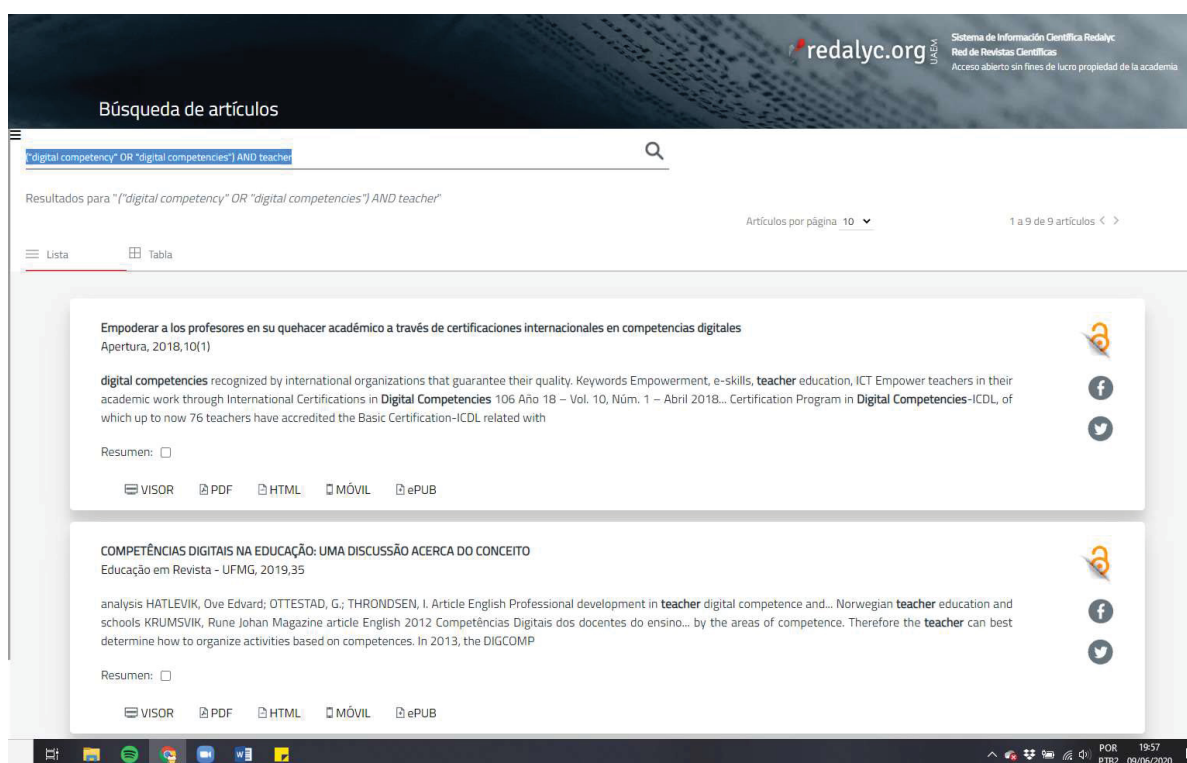 redalyc.org
UAEM
Sistema de Información Científica Redalyc
Red de Revistas Científicas
Acceso abierto sin fines de lucro propiedad de la academia
Búsqueda de artículos
("digital competency" OR "digital competencies") AND teacher
Resultados para "("digital competency" OR "digital competencies") AND teacher"
Artículos por página 10
1 a 9 de 9 artículos < >
Lista
Tabla
Empoderar a los profesores en su quehacer académico a través de certificaciones internacionales en competencias digitales
Apertura, 2018,10(1)
digital competencies recognized by international organizations that guarantee their quality. Keywords Empowerment, e-skills, teacher education, ICT Empower teachers in their
academic work through International Certifications in Digital Competencies 106 Año 18 – Vol. 10, Núm. 1 – Abril 2018... Certification Program in Digital Competencies-ICDL, of
which up to now 76 teachers have accredited the Basic Certification-ICDL related with
Resumen:
VISOR PDF HTML MÓVIL ePUB
COMPETÊNCIAS DIGITAIS NA EDUCAÇÃO: UMA DISCUSSÃO ACERCA DO CONCEITO
Educação em Revista - UFMG, 2019,35
analysis HATLEVIK, Ove Edvard; OTTESTAD, G.; THRONDSEN, I. Article English Professional development in teacher digital competence and... Norwegian teacher education and
schools KRUMSVIK, Rune Johan Magazine article English 2012 Competências Digitais dos docentes do ensino... by the areas of competence. Therefore the teacher can best
determine how to organize activities based on competences. In 2013, the DIGCOMP
Resumen:
VISOR PDF HTML MÓVIL ePUB
POR 19:57
PTB2 09/06/2020